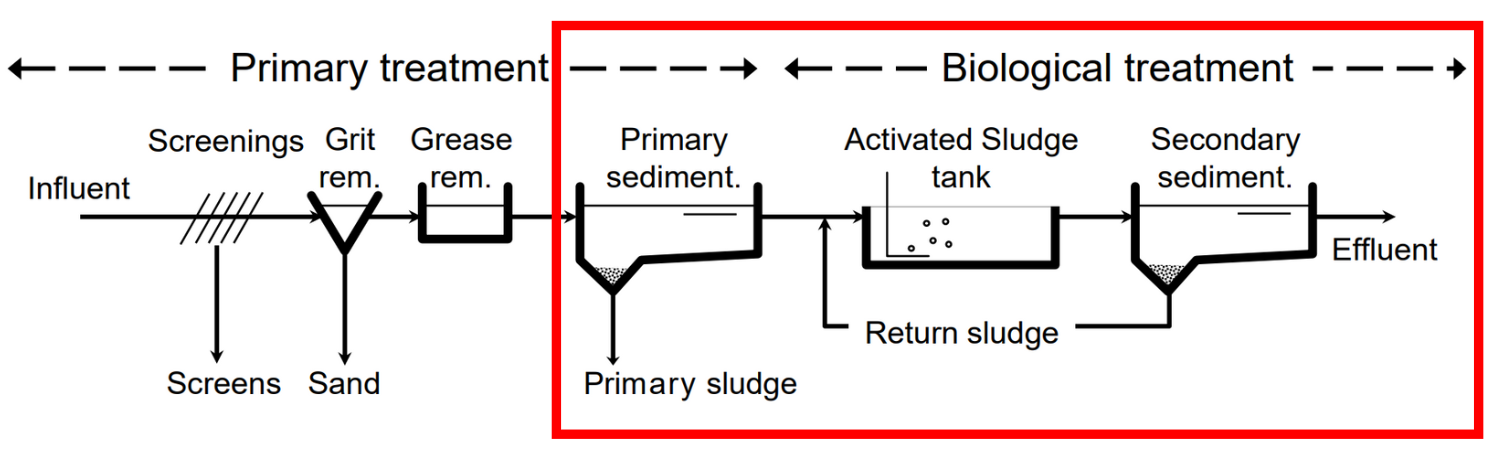 Primary treatment
Biological treatment
Screenings
Grit
rem.
Grease
rem.
Primary
sediment.
Activated Sludge
tank
Secondary
sediment.
Influent
Effluent
Return sludge
Screens
Sand
Primary sludge